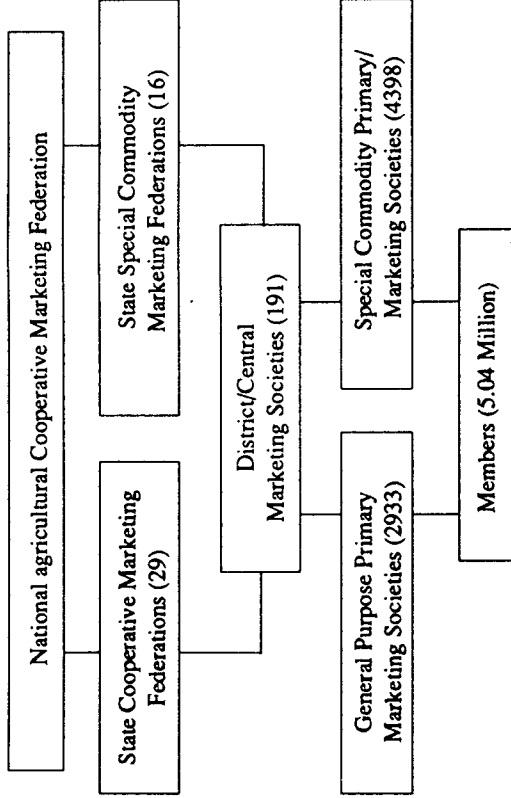 National agricultural Cooperative Marketing Federation
State Cooperative Marketing
Federations (29)
State Special Commodity
Marketing Federations (16)
District/Central
Marketing Societies (191)
General Purpose Primary
Marketing Societies (2933)
Special Commodity Primary/
Marketing Societies (4398)
Members (5.04 Million)